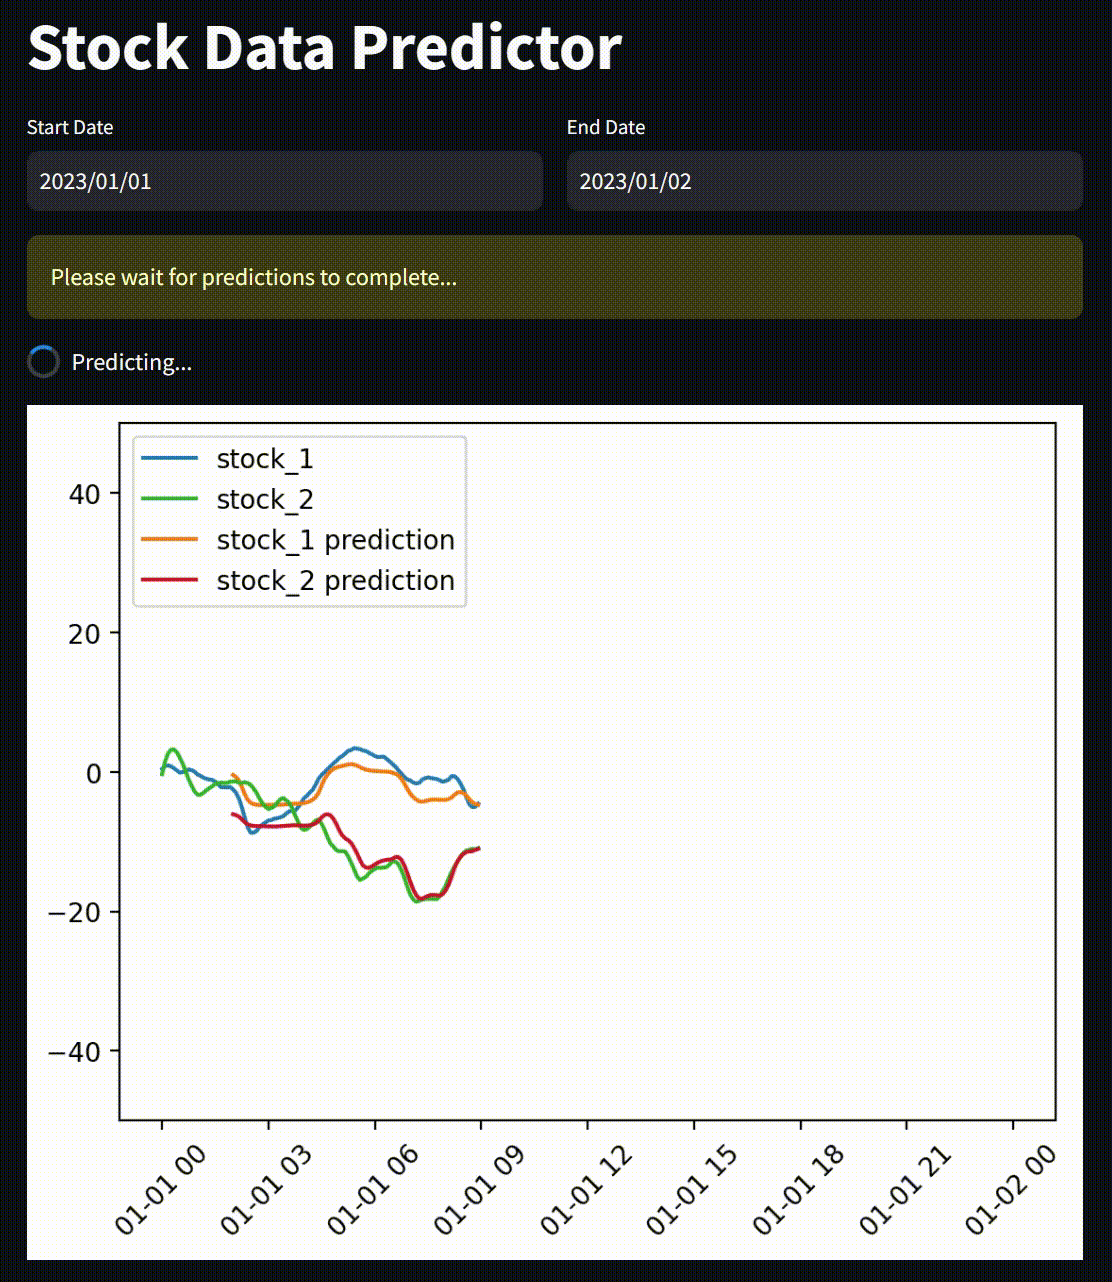 Stock Data Predictor
Start Date
End Date
2023/01/01
2023/01/02
Please wait for predictions to complete...
Predicting...
stock_1
stock_2
stock_1 prediction
stock_2 prediction
40
20
0
−20
−40
01-01 00
01-01 03
01-01 06
01-01 09
01-01 12
01-01 15
01-01 18
01-01 21
01-02 00